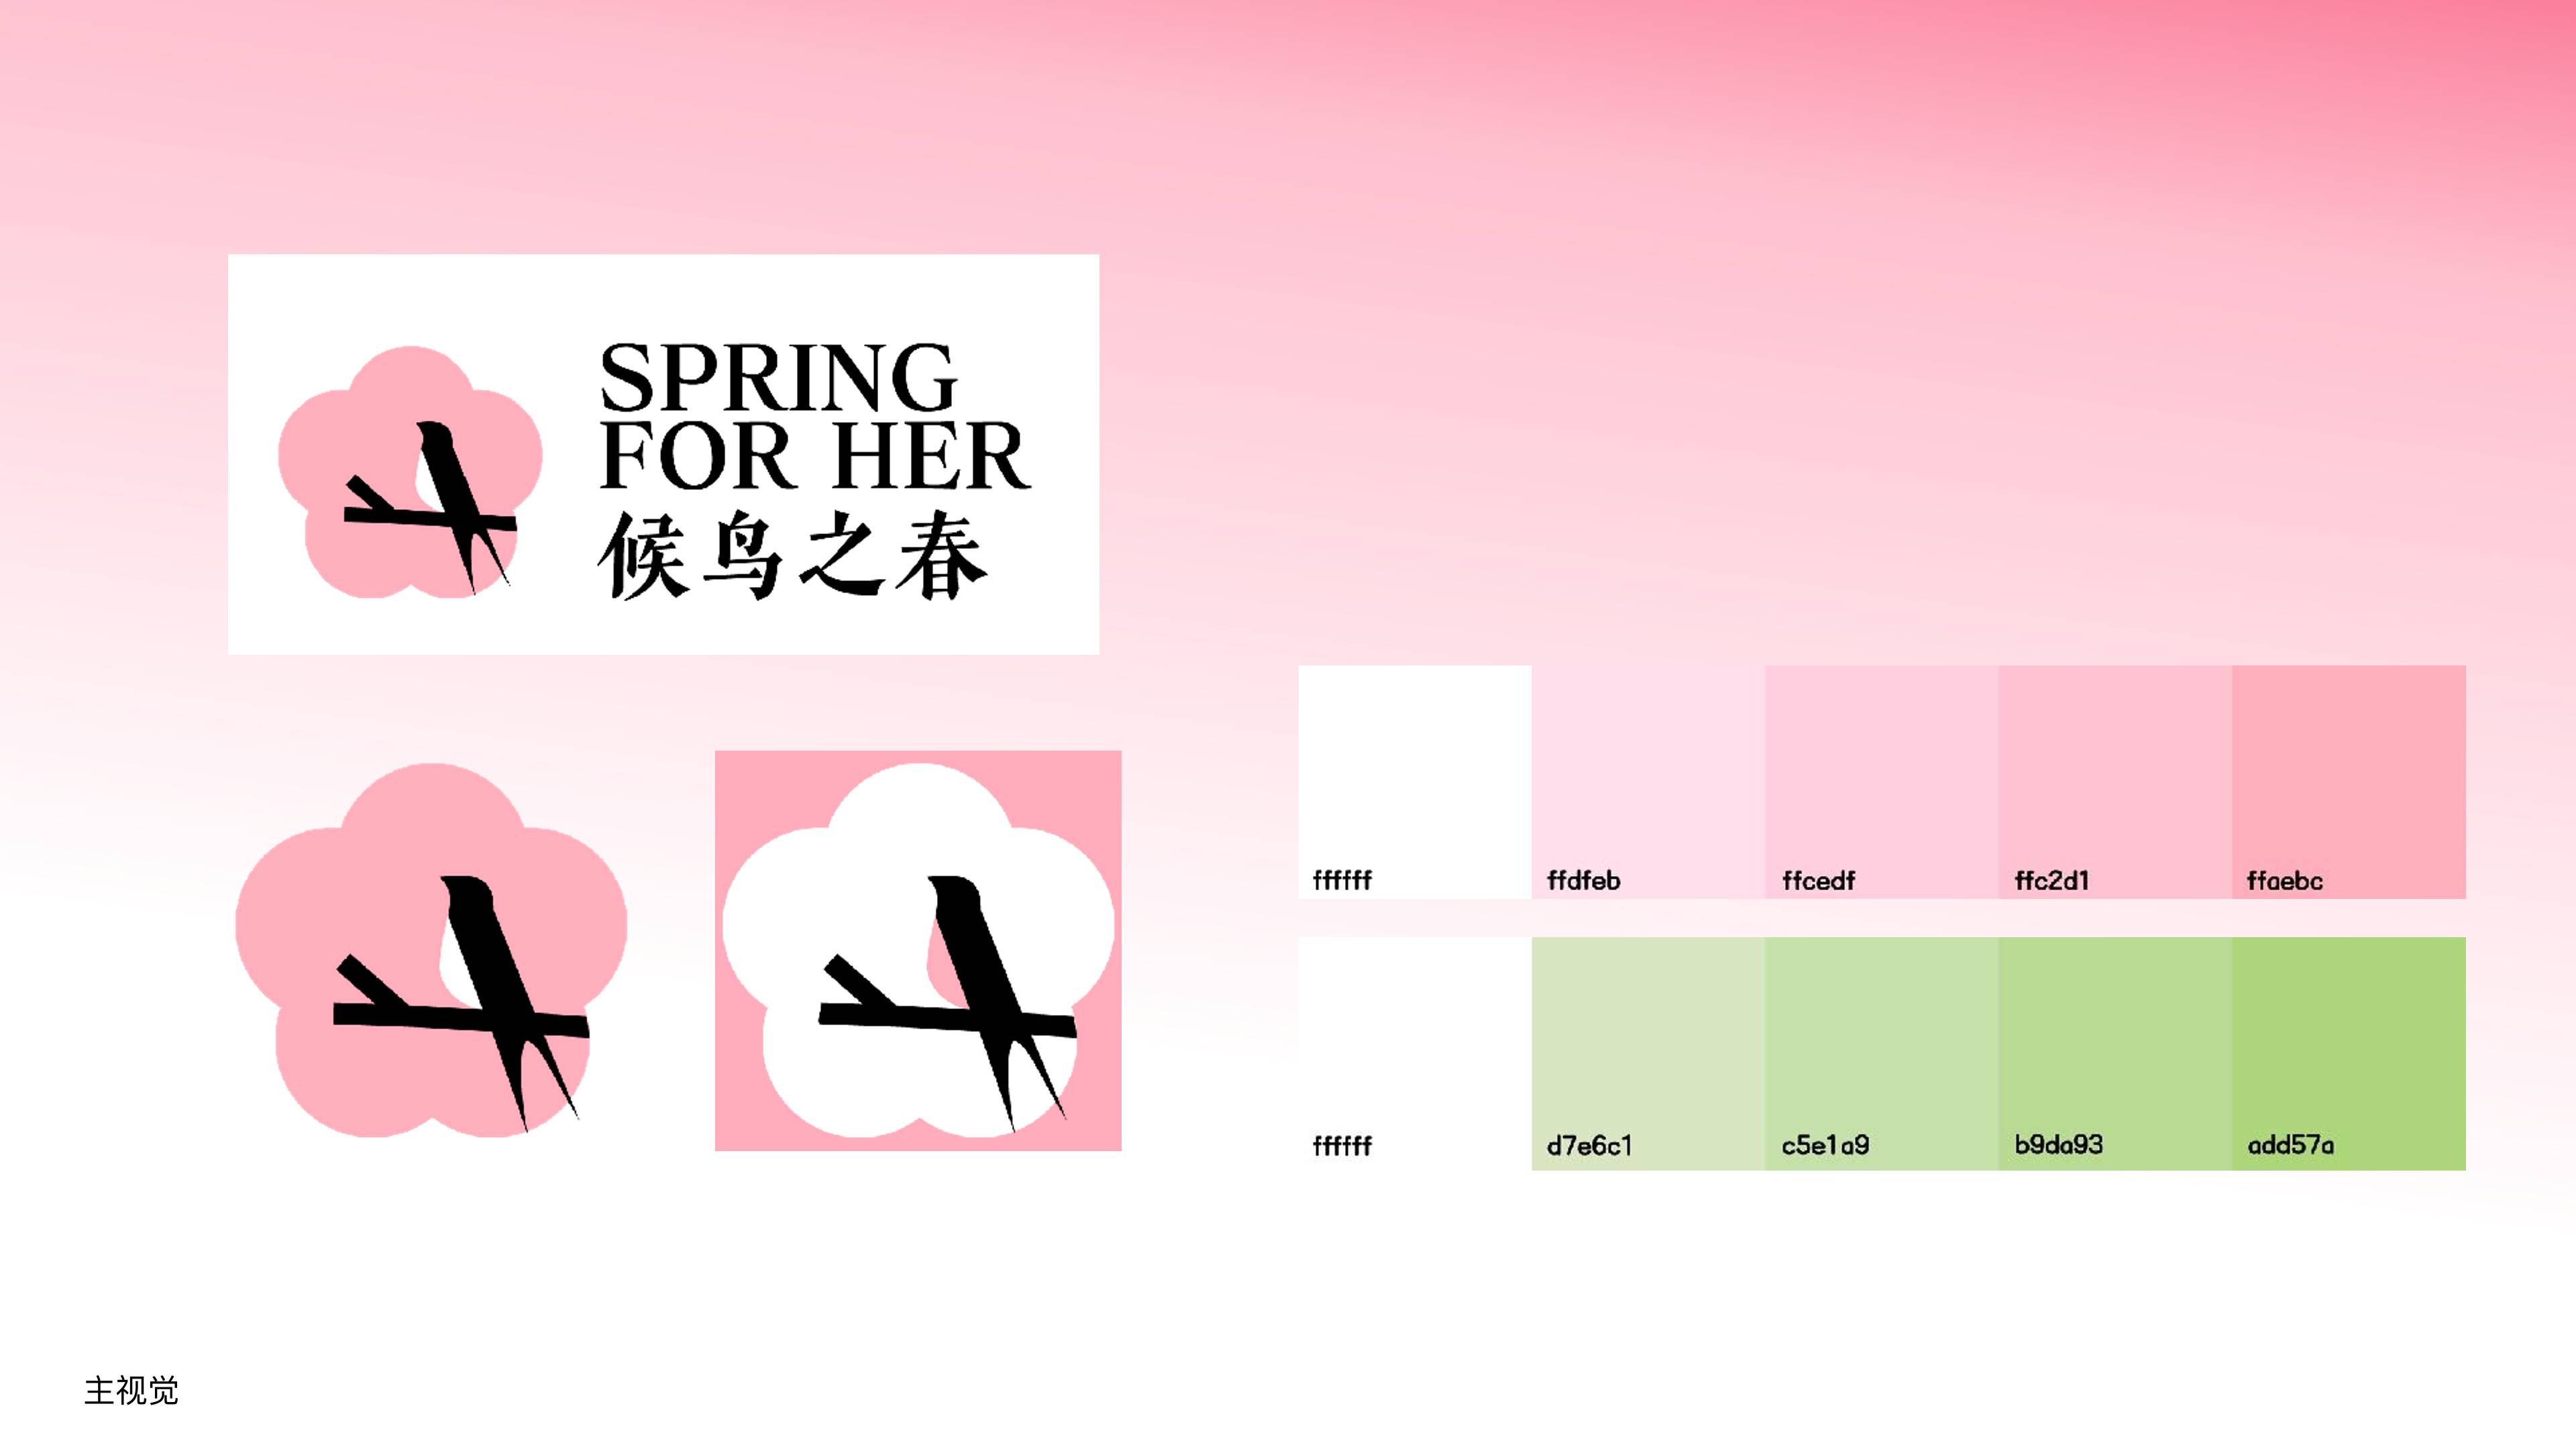 SPRING
FOR HER
候鸟之春
ffffff
ffdfeb
ffcedf
ffc2d1
ffaebc
ffffff
d7e6c1
c5e1a9
b9da93
add57a
主视觉